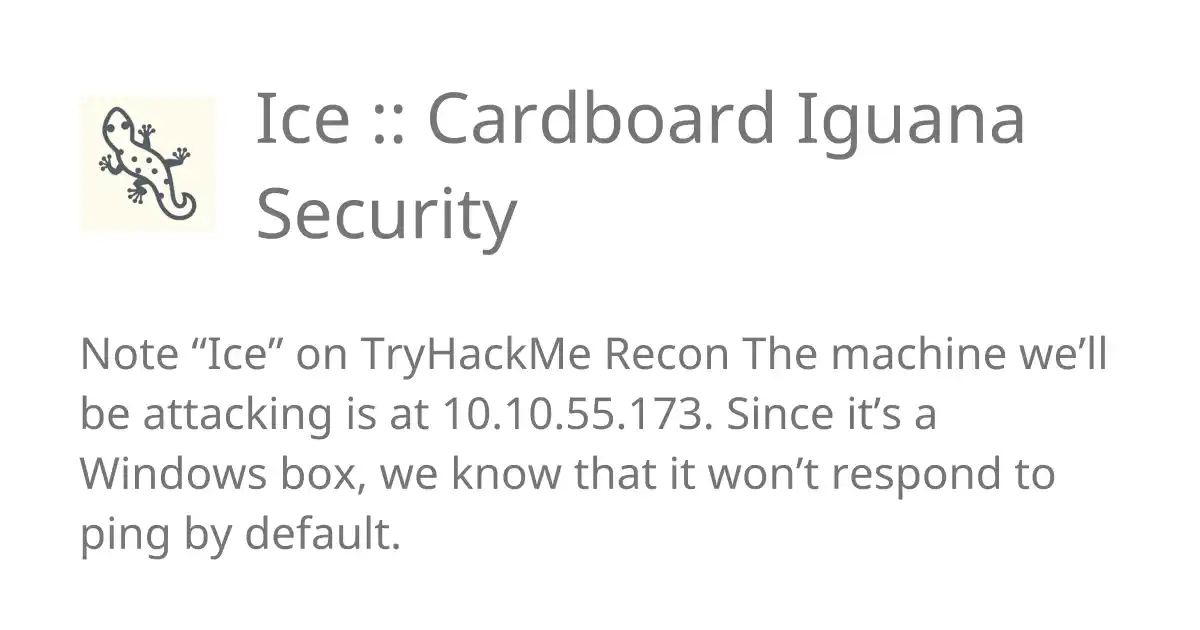 Ice :: Cardboard Iguana
Security
Note “Ice” on TryHackMe Recon The machine we’ll
be attacking is at 10.10.55.173. Since it’s a
Windows box, we know that it won’t respond to
ping by default.